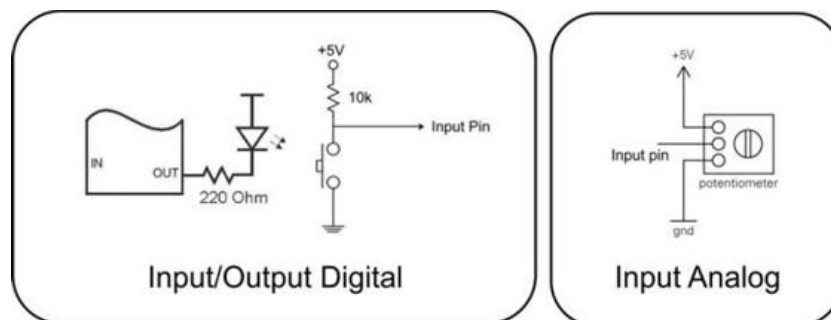 +5V
10k
Input Pin
IN
OUT
220 Ohm
Input/Output Digital
+5V
Input pin
potentiometer
gnd
Input Analog